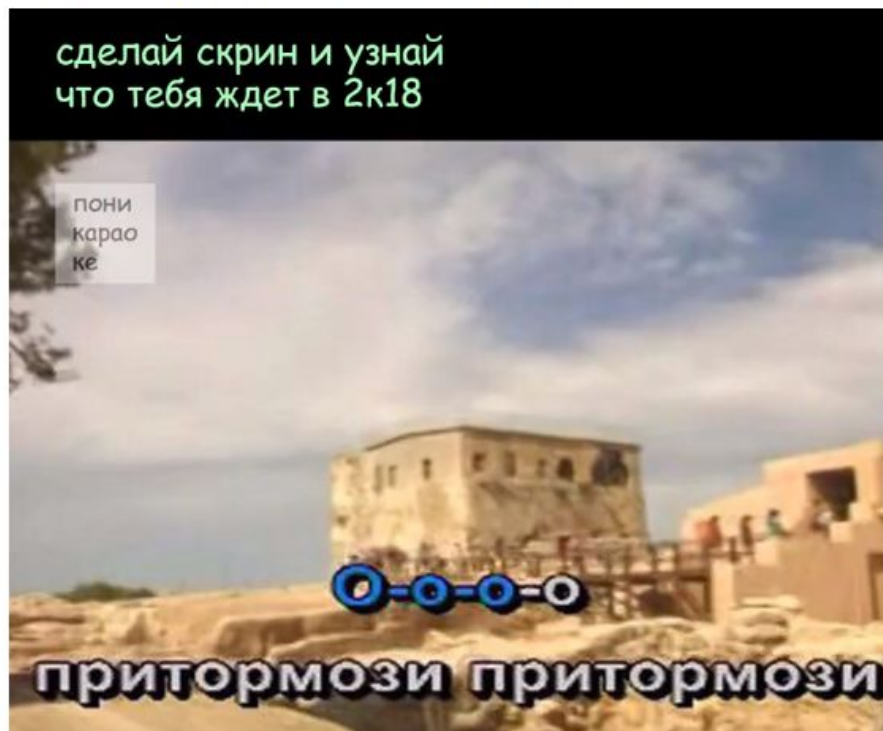 сделай скрин и узнай
что тебя ждет в 2к18
пони
карао
ке
О-о-о-о
притормози притормози